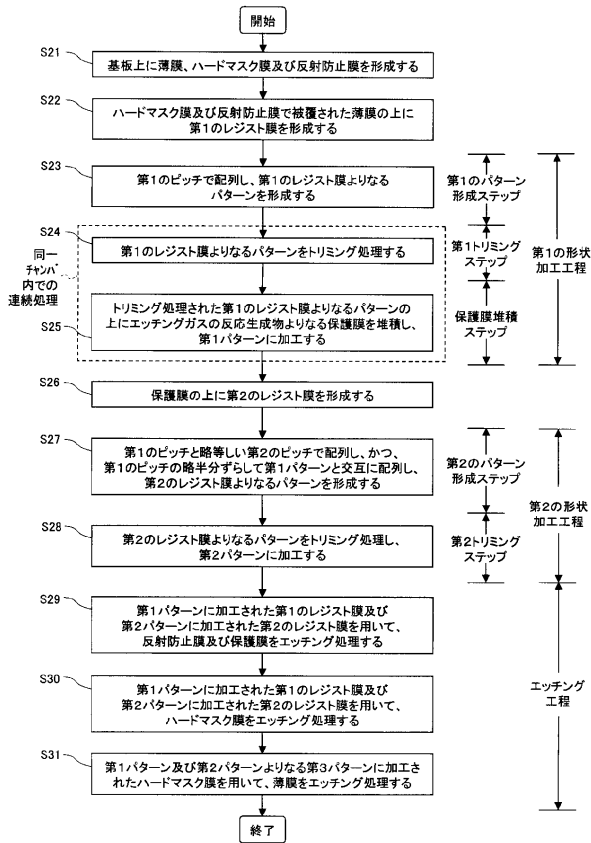 開始
S21
基板上に薄膜、ハードマスク膜及び反射防止膜を形成する
S22
ハードマスク膜及び反射防止膜で被覆された薄膜の上に
第1のレジスト膜を形成する
S23
第1のピッチで配列し、第1のレジスト膜よりなる
パターンを形成する
第1のパターン
形成ステップ
S24
第1のレジスト膜よりなるパターンをトリミング処理する
第1トリミング
ステップ
同一
チャンバ
内での
連続処理
S25
トリミング処理された第1のレジスト膜よりなるパターンの
上にエッチングガスの反応生成物よりなる保護膜を堆積し、
第1パターンに加工する
保護膜堆積
ステップ
第1の形状
加工工程
S26
保護膜の上に第2のレジスト膜を形成する
S27
第1のピッチと略等しい第2のピッチで配列し、かつ、
第1のピッチの略半分ずらして第1パターンと交互に配列し、
第2のレジスト膜よりなるパターンを形成する
第2のパターン
形成ステップ
S28
第2のレジスト膜よりなるパターンをトリミング処理し、
第2パターンに加工する
第2トリミング
ステップ
第2の形状
加工工程
S29
第1パターンに加工された第1のレジスト膜及び
第2パターンに加工された第2のレジスト膜を用いて、
反射防止膜及び保護膜をエッチング処理する
S30
第1パターンに加工された第1のレジスト膜及び
第2パターンに加工された第2のレジスト膜を用いて、
ハードマスク膜をエッチング処理する
エッチング
工程
S31
第1パターン及び第2パターンよりなる第3パターンに加工さ
れたハードマスク膜を用いて、薄膜をエッチング処理する
終了